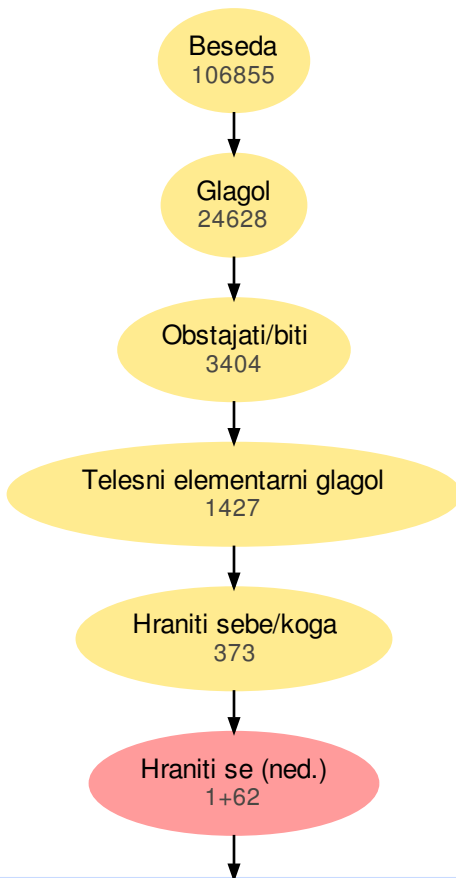 Beseda
106855
Glagol
24628
Obstajati/biti
3404
Telesni elementarni glagol
1427
Hraniti sebe/koga
373
Hraniti se (ned.)
1+62